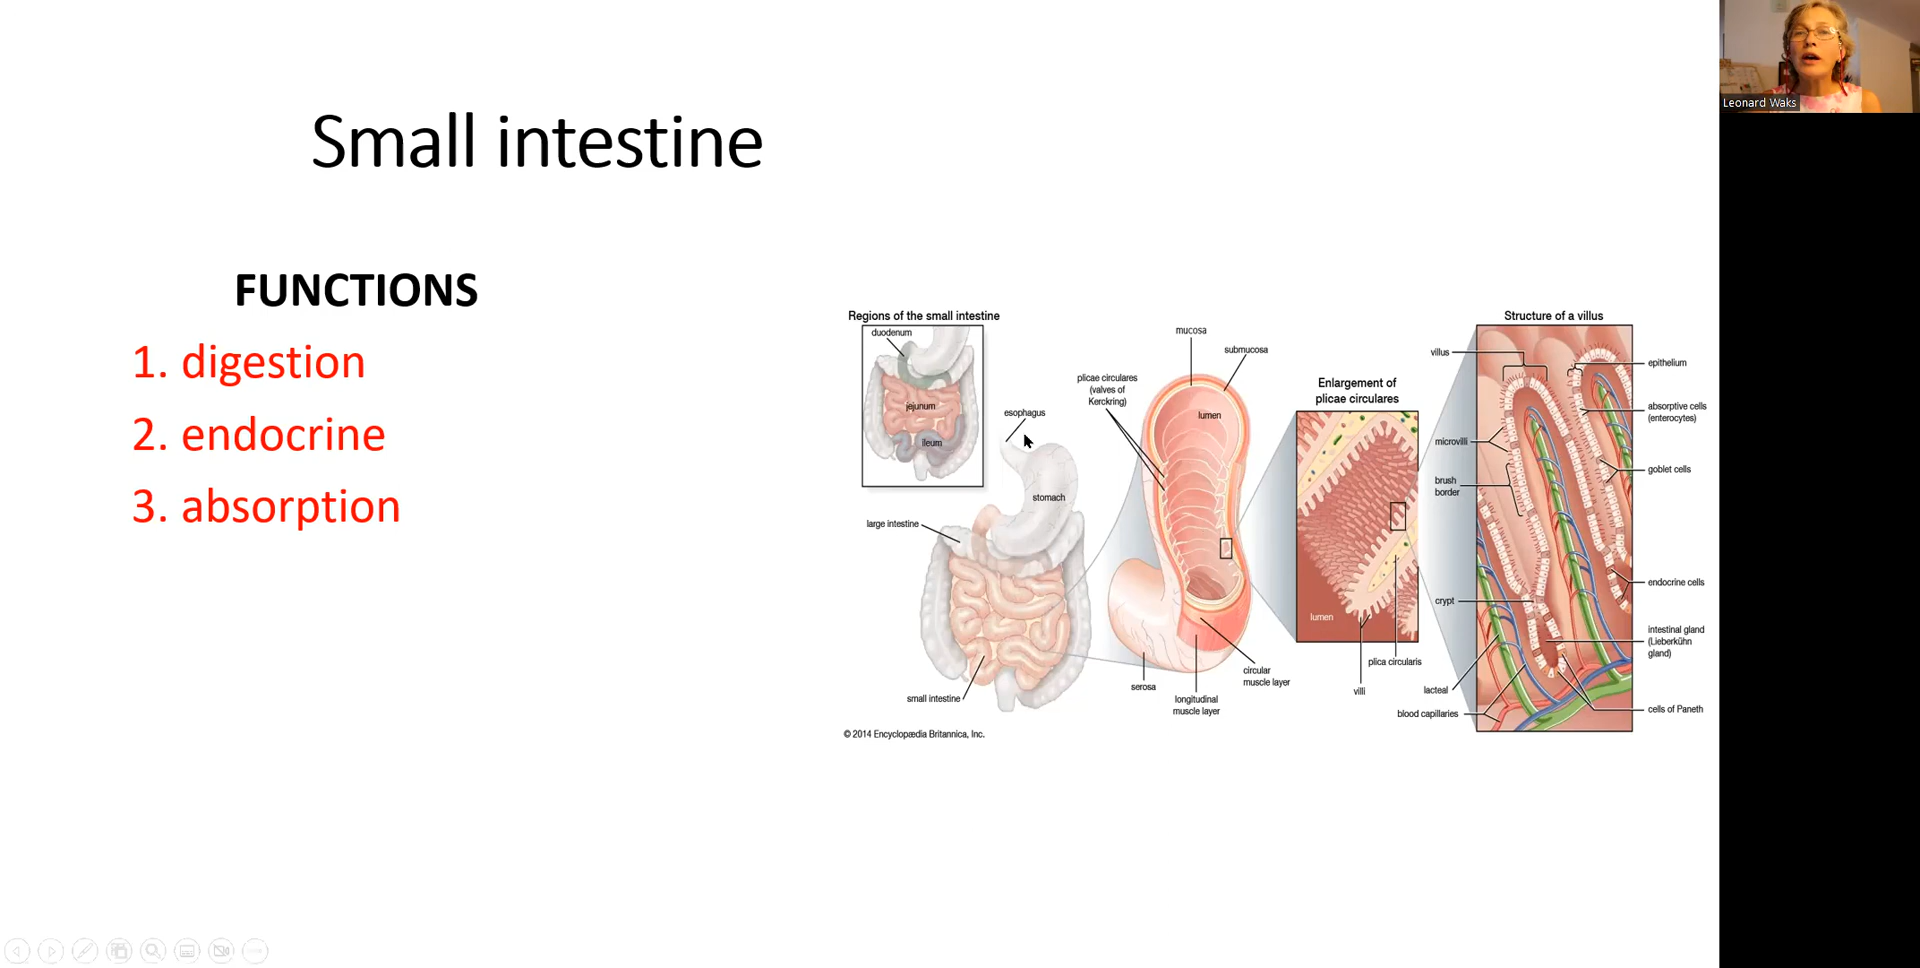 Small intestine
FUNCTIONS
1. digestion
2. endocrine
3. absorption
Regions of the small intestine
duodenum
jejunum
ileum
esophagus
stomach
large intestine
small intestine
© 2014 Encyclopædia Britannica, Inc.
mucosa
submucosa
plicae circulares
(valves of
Kerckring)
lumen
serosa
longitudinal
muscle layer
circular
muscle layer
Enlargement of
plicae circulares
lumen
villi
plica circularis
Structure of a villus
villus
microvilli
brush
border
crypt
lacteal
blood capillaries
epithelium
absorptive cells
(enterocytes)
goblet cells
endocrine cells
intestinal gland
(Lieberkühn
gland)
cells of Paneth
Leonard Waks